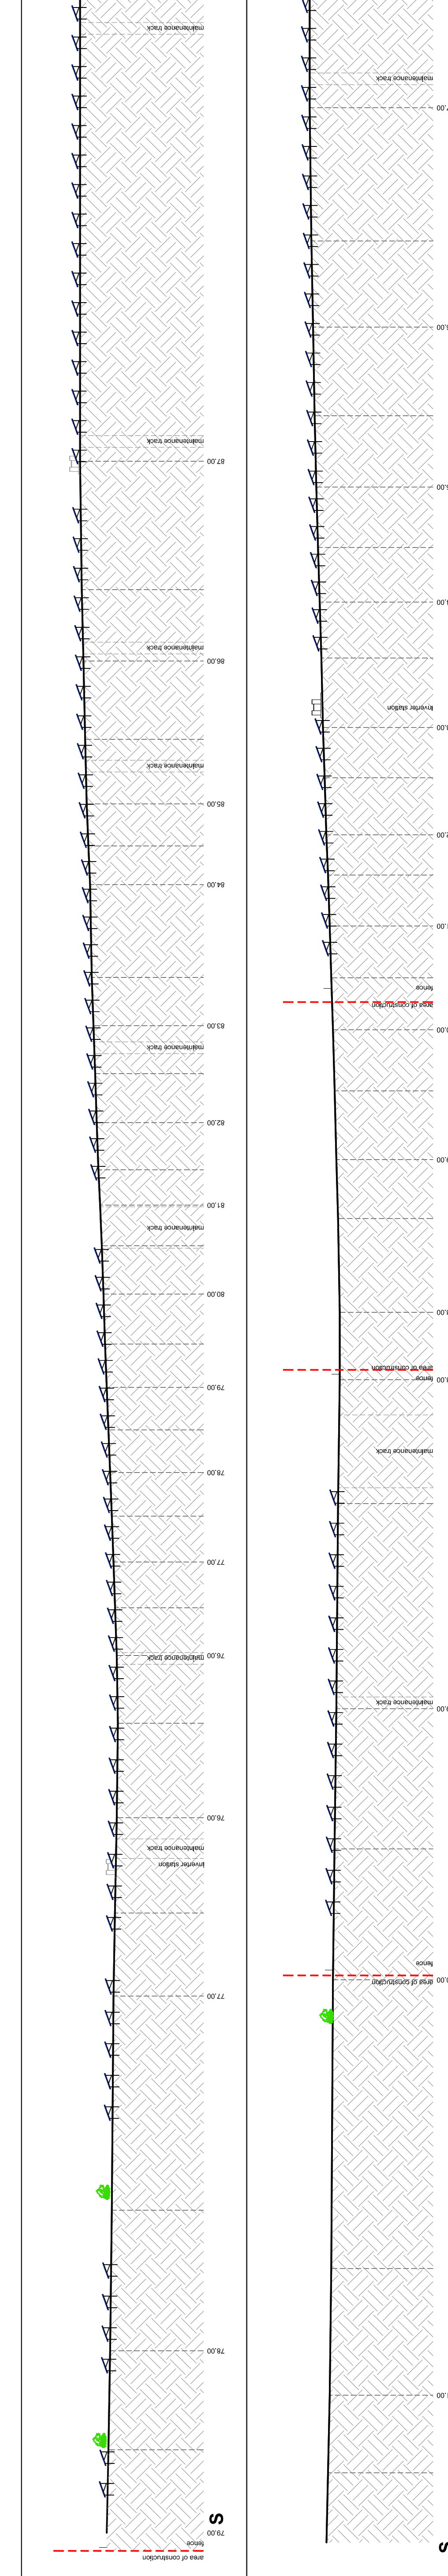 maintenance track
maintenance track
87,00
maintenance track
86,00
maintenance track
85,00
84,00
83,00
maintenance track
82,00
81,00
maintenance track
80,00
79,00
78,00
77,00
76,00
maintenance track
76,00
maintenance track
inverter station
77,00
78,00
S
79,00
fence
area of construction
maintenance track
inverter station
fence
area of construction
area of construction
fence
maintenance track
maintenance track
fence
area of construction